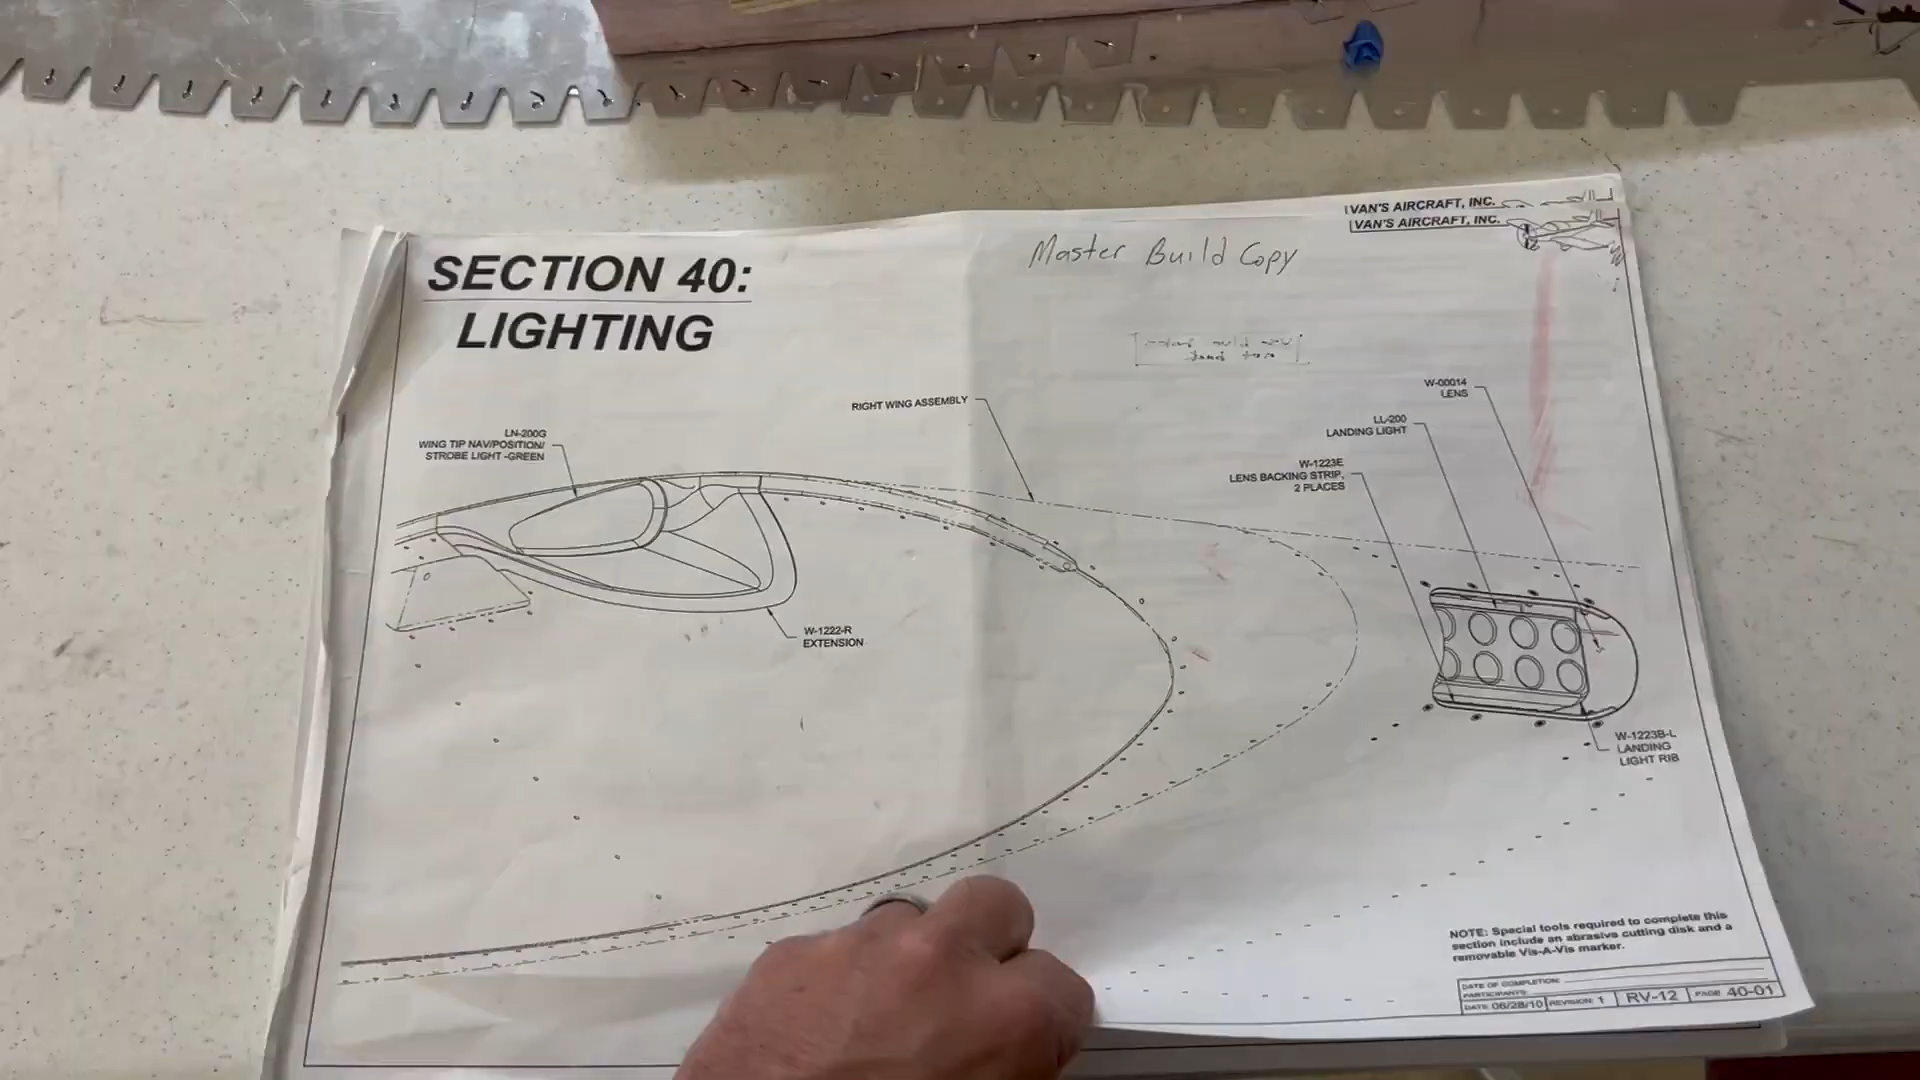 VAN'S AIRCRAFT, INC.
VAN'S AIRCRAFT, INC.
Master Build Copy
SECTION 40:
LIGHTING
W-00014
LENS
RIGHT WING ASSEMBLY
LL-200
LANDING LIGHT
LN-200G
WING TIP NAV/POSITION/
STROBE LIGHT -GREEN
W-1223E
LENS BACKING STRIP,
2 PLACES
W-1222-R
EXTENSION
W-1223B-L
LANDING
LIGHT RIB
NOTE: Special tools required to complete this
section include an abrasive cutting disk and a
removable Vis-A-Vis marker.
DATE OF COMPLETION:
PARTICIPANTS:
DATE: 06/28/10 REVISION: 1 RV-12 PAGE 40-01